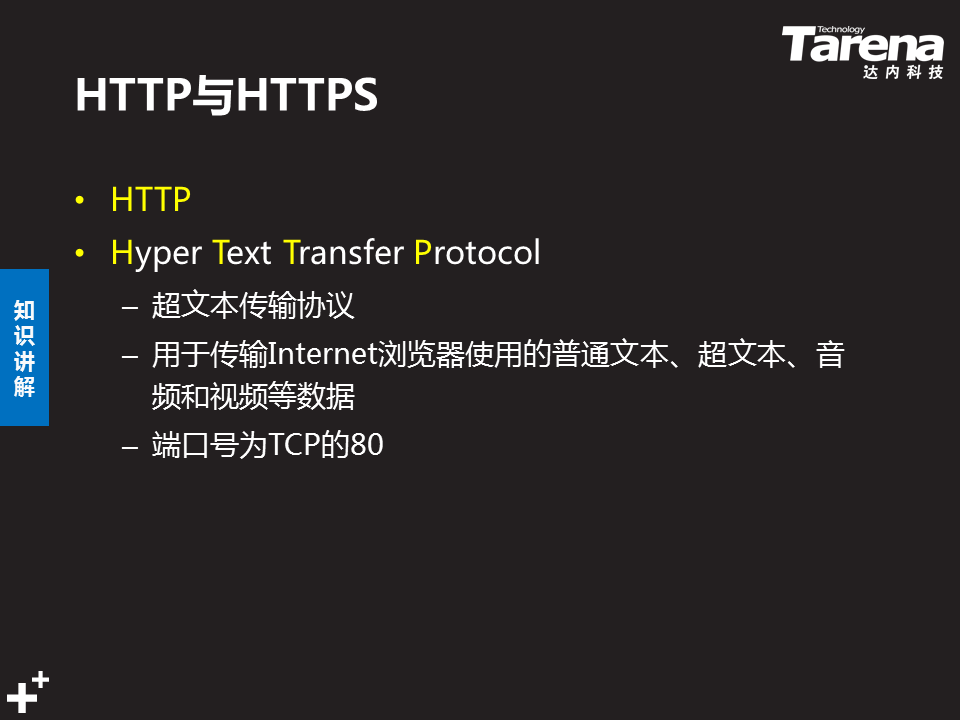 Technology
Tarena
达内科技
HTTP与HTTPS
• HTTP
• Hyper Text Transfer Protocol
– 超文本传输协议
– 用于传输Internet浏览器使用的普通文本、超文本、音
频和视频等数据
– 端口号为TCP的80
知
识
讲
解